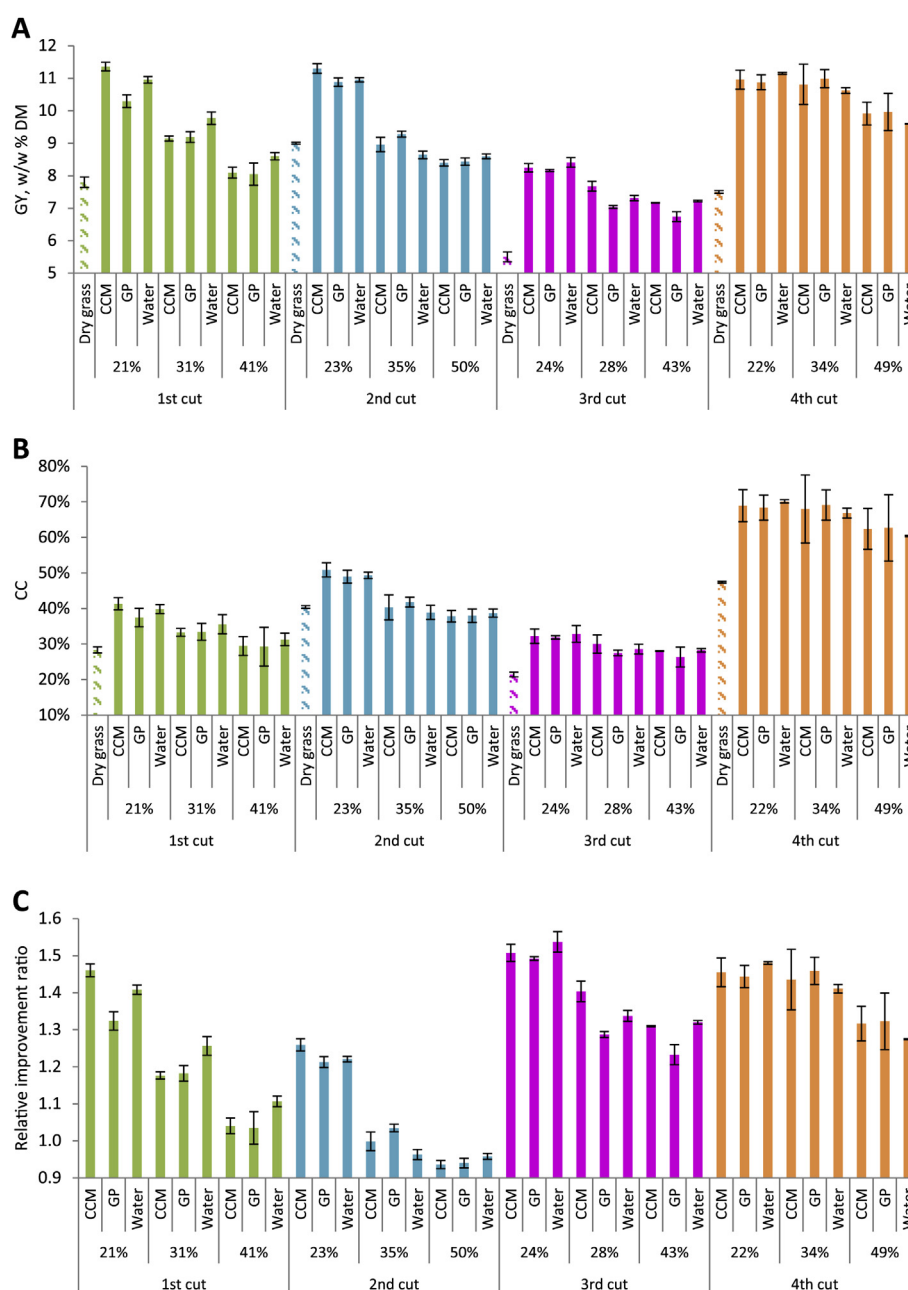 A
12
11
10
9
8
7
6
5
GY, w/w % DM
Dry grass CCM GP Water CCM GP Water CCM GP Water Dry grass CCM GP Water CCM GP Water CCM GP Water Dry grass CCM GP Water CCM GP Water CCM GP Water Dry grass CCM GP Water CCM GP Water CCM GP
21% 31% 41% 23% 35% 50% 24% 28% 43% 22% 34% 49%
1st cut 2nd cut 3rd cut 4th cut
B
80%
70%
60%
50%
40%
30%
20%
10%
CC
Dry grass CCM GP Water CCM GP Water CCM GP Water Dry grass CCM GP Water CCM GP Water CCM GP Water Dry grass CCM GP Water CCM GP Water CCM GP Water Dry grass CCM GP Water CCM GP Water CCM GP Water
21% 31% 41% 23% 35% 50% 24% 28% 43% 22% 34% 49%
1st cut 2nd cut 3rd cut 4th cut
C
1.6
1.5
1.4
1.3
1.2
1.1
1.0
0.9
Relative improvement ratio
CCM GP Water CCM GP Water CCM GP Water CCM GP Water CCM GP Water CCM GP Water CCM GP Water CCM GP Water CCM GP Water CCM GP Water CCM GP Water CCM GP Water
21% 31% 41% 23% 35% 50% 24% 28% 43% 22% 34% 49%
1st cut 2nd cut 3rd cut 4th cut